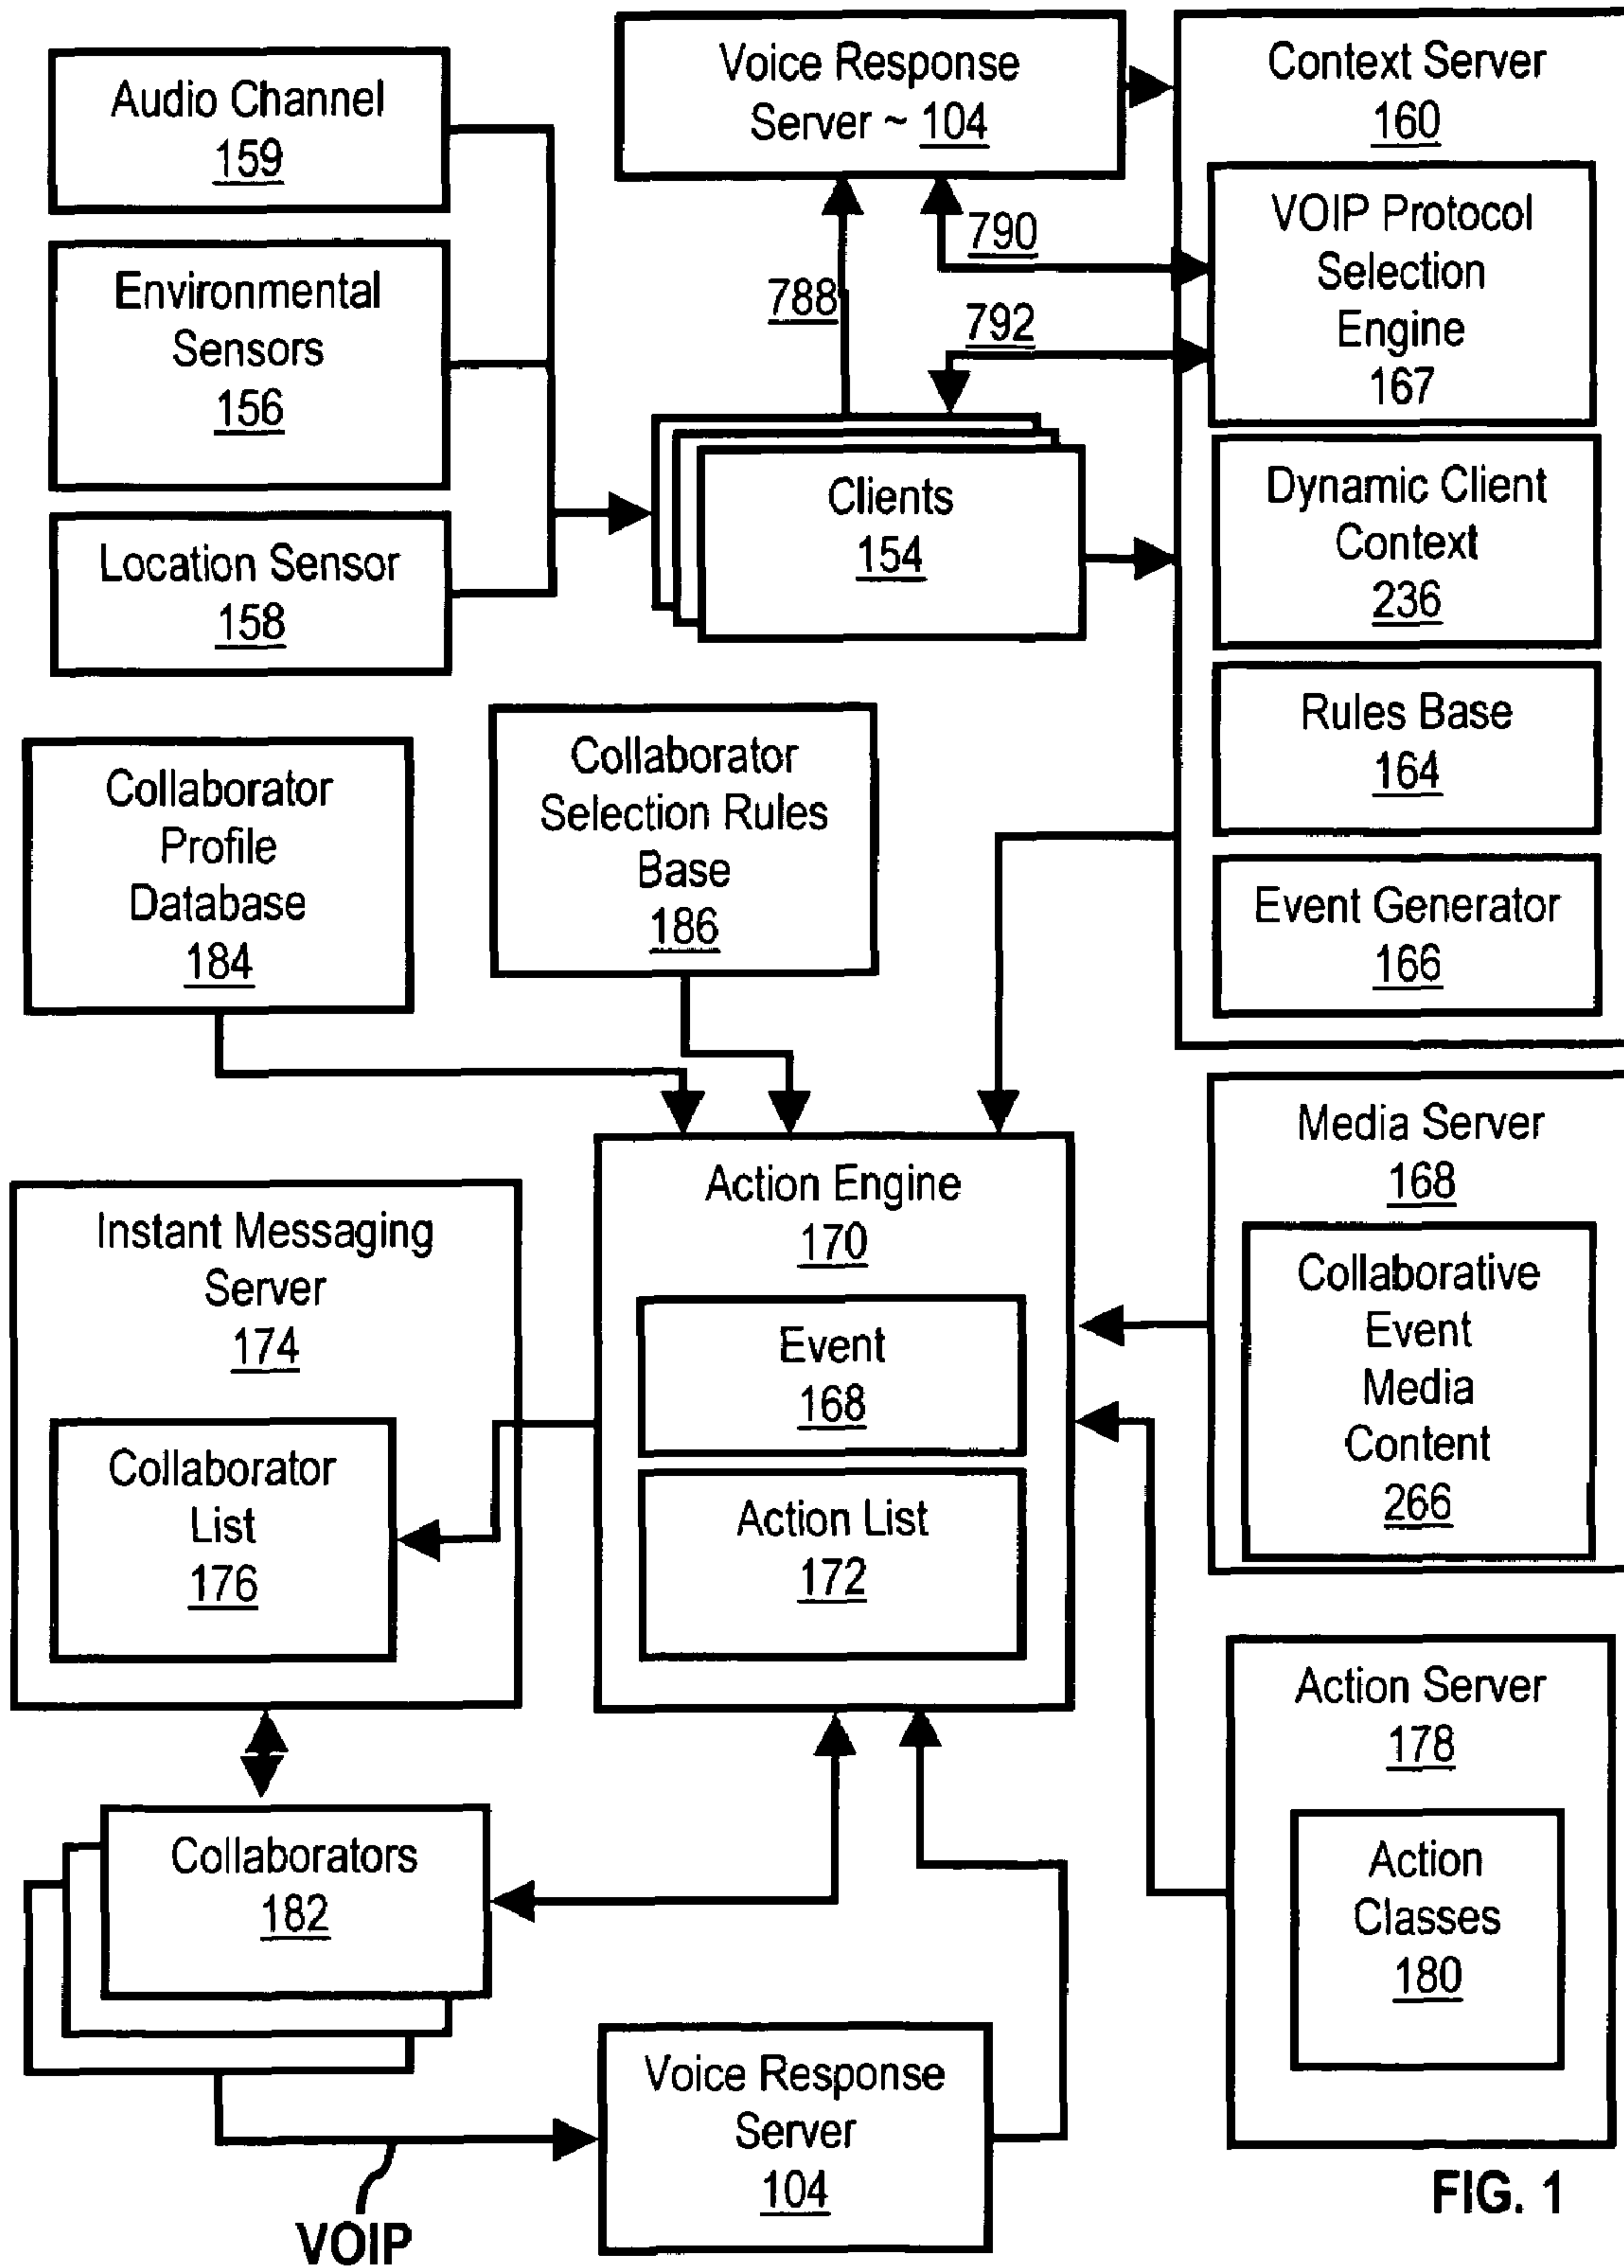 Audio Channel
159
Environmental
Sensors
156
Location Sensor
158
Voice Response
Server ~ 104
788
790
792
Clients
154
Context Server
160
VOIP Protocol
Selection
Engine
167
Dynamic Client
Context
236
Rules Base
164
Event Generator
166
Collaborator
Profile
Database
184
Collaborator
Selection Rules
Base
186
Instant Messaging
Server
174
Collaborator
List
176
Action Engine
170
Event
168
Action List
172
Media Server
168
Collaborative
Event
Media
Content
266
Action Server
178
Action
Classes
180
Collaborators
182
Voice Response
Server
104
VOIP
FIG. 1